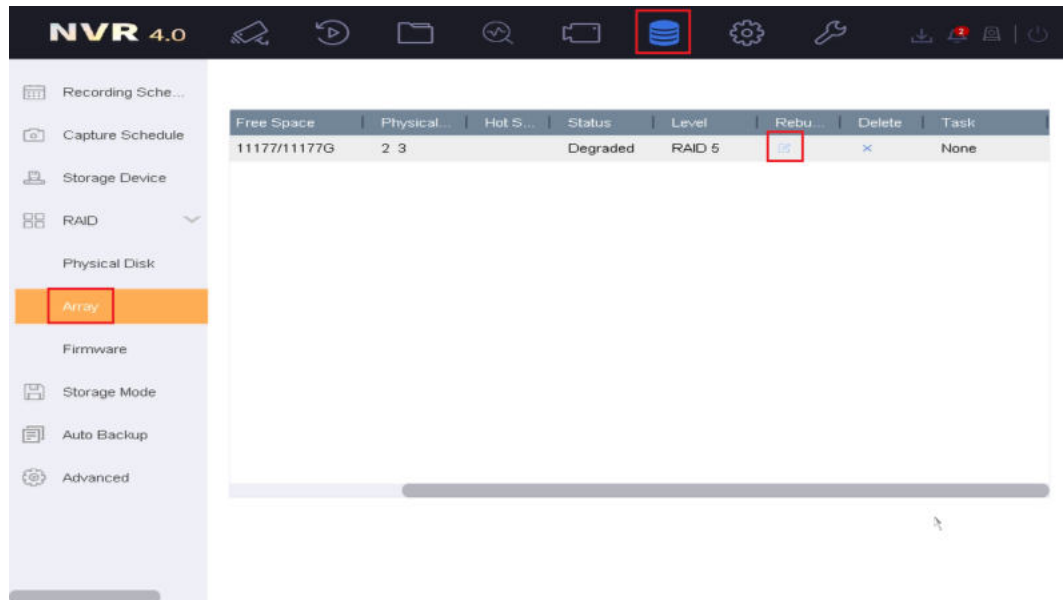 NVR 4.0
2
Recording Sche...
Capture Schedule
Storage Device
RAID
Physical Disk
Array
Firmware
Storage Mode
Auto Backup
Advanced
Free Space Physical... Hot S... Status Level Rebu... Delete Task
11177/11177G 2 3 Degraded RAID 5 None